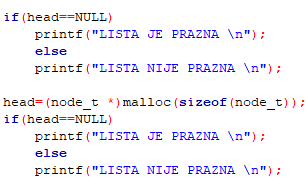 if(head==NULL)
    printf("LISTA JE PRAZNA \n");
    else
    printf("LISTA NIJE PRAZNA \n");

head=(node_t *)malloc(sizeof(node_t));
if(head==NULL)
    printf("LISTA JE PRAZNA \n");
    else
    printf("LISTA NIJE PRAZNA \n");